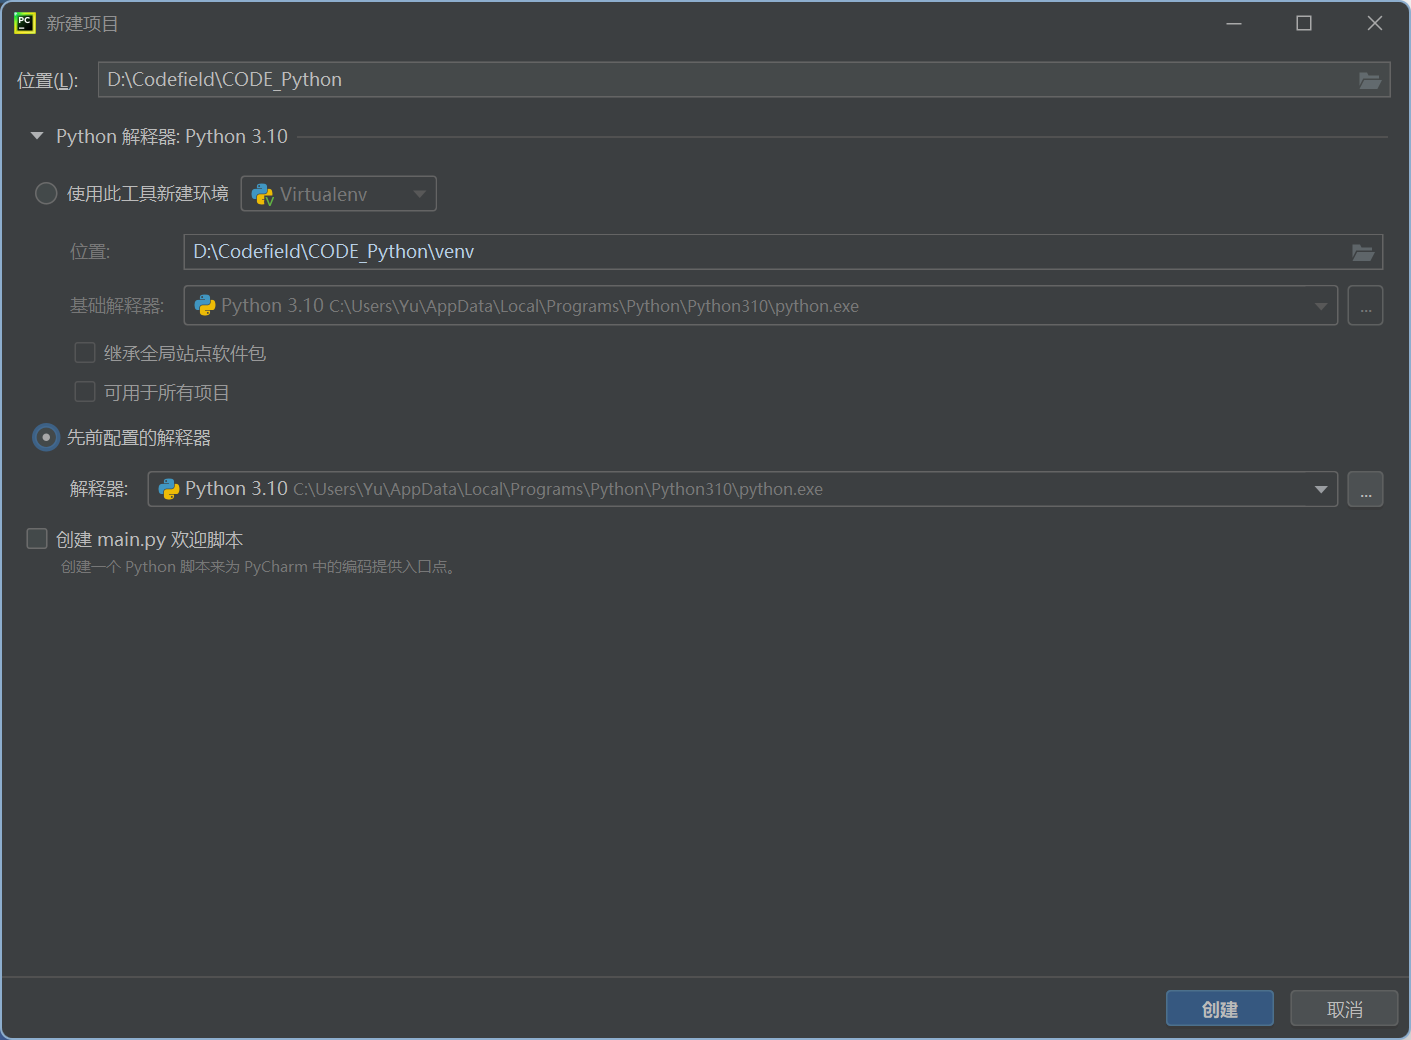 PC 新建项目
位置(L): D:\Codefield\CODE_Python
Python 解释器: Python 3.10
使用此工具新建环境 Virtualenv
位置: D:\Codefield\CODE_Python\venv
基础解释器: Python 3.10 C:\Users\Yu\AppData\Local\Programs\Python\Python310\python.exe ...
继承全局站点软件包
可用于所有项目
先前配置的解释器
解释器: Python 3.10 C:\Users\Yu\AppData\Local\Programs\Python\Python310\python.exe ...
创建 main.py 欢迎脚本
创建一个 Python 脚本来为 PyCharm 中的编码提供入口点。
创建 取消